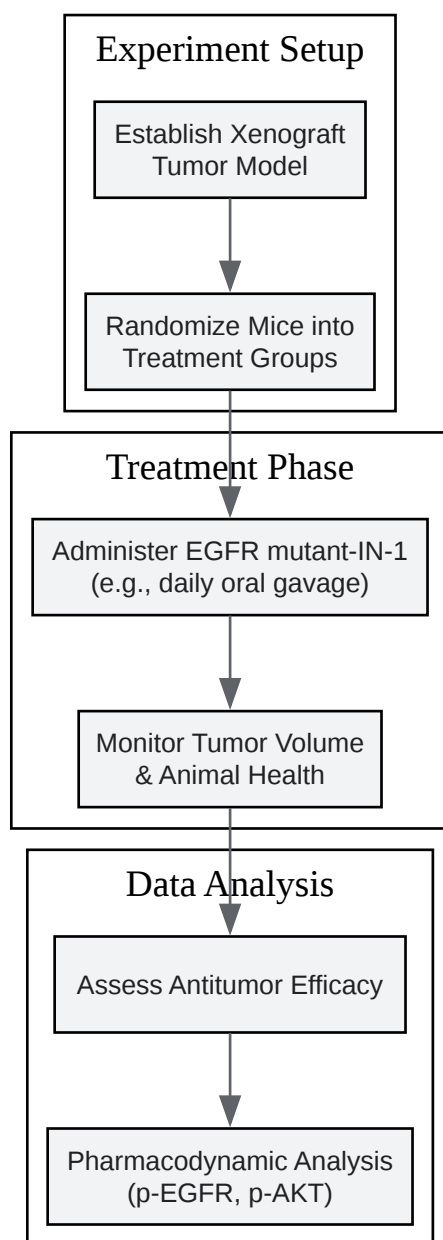 Experiment Setup
Establish Xenograft
Tumor Model
Randomize Mice into
Treatment Groups
Treatment Phase
Administer EGFR mutant-IN-1
(e.g., daily oral gavage)
Monitor Tumor Volume
& Animal Health
Data Analysis
Assess Antitumor Efficacy
Pharmacodynamic Analysis
(p-EGFR, p-AKT)